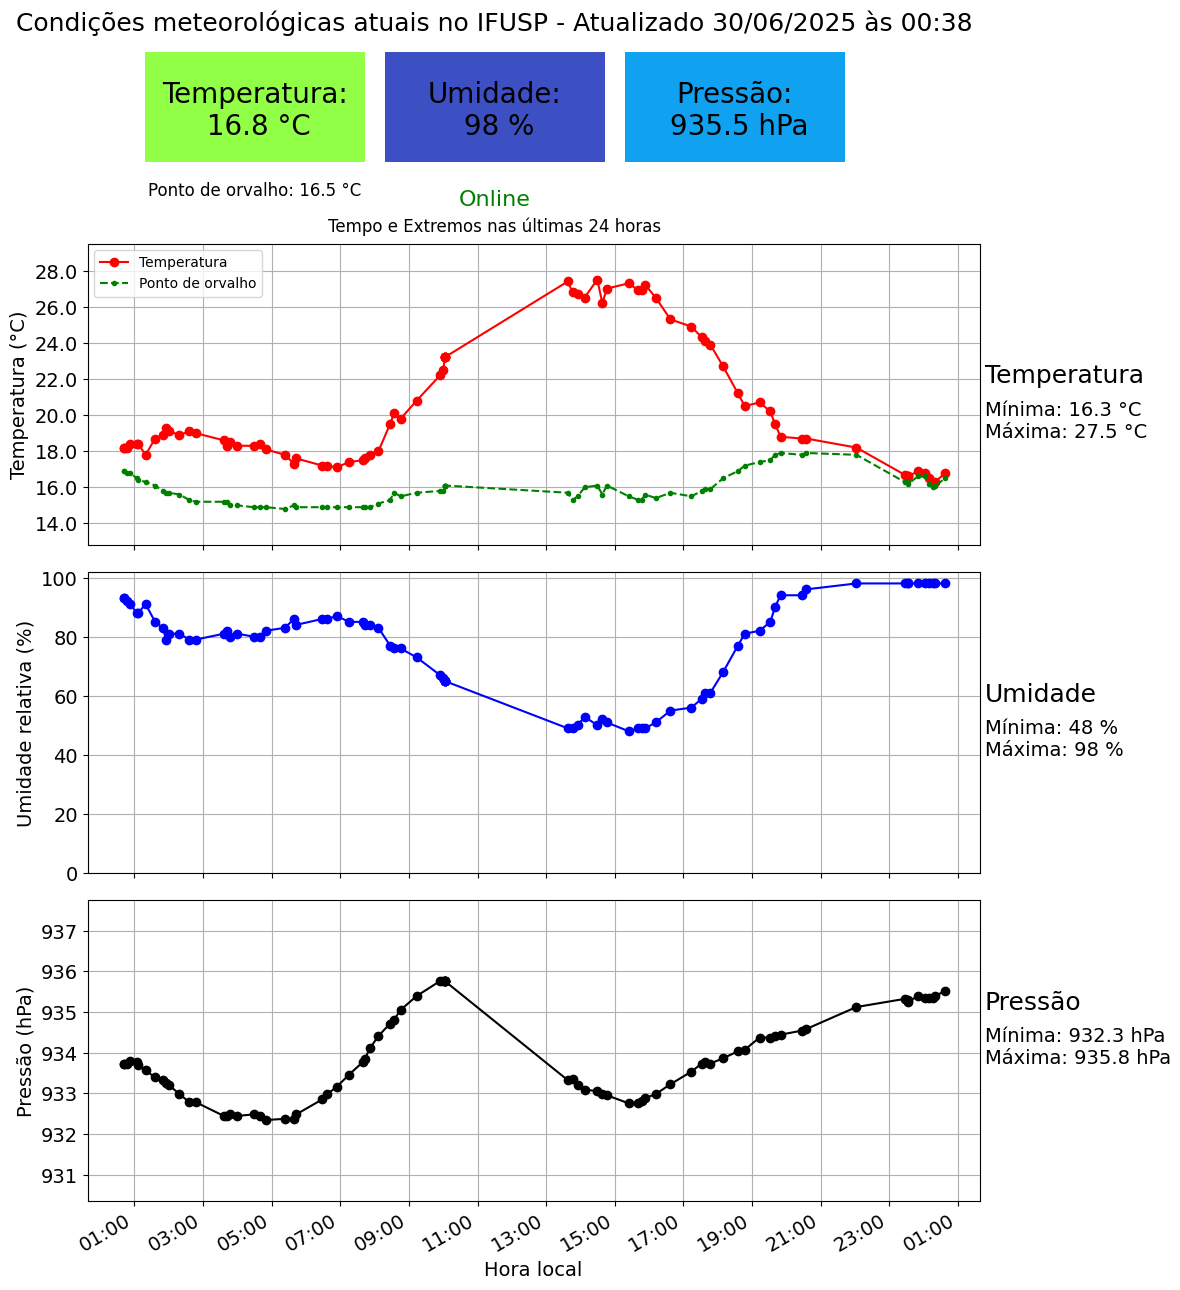 Condições meteorológicas atuais no IFUSP - Atualizado 30/06/2025 às 00:38
Temperatura:
16.8 °C
Umidade:
98 %
Pressão:
935.5 hPa
Ponto de orvalho: 16.5 °C
Online
Tempo e Extremos nas últimas 24 horas
Temperatura
Ponto de orvalho
Temperatura (°C)
28.0
26.0
24.0
22.0
20.0
18.0
16.0
14.0
Temperatura
Mínima: 16.3 °C
Máxima: 27.5 °C
Umidade relativa (%)
100
80
60
40
20
0
Umidade
Mínima: 48 %
Máxima: 98 %
Pressão (hPa)
937
936
935
934
933
932
931
Pressão
Mínima: 932.3 hPa
Máxima: 935.8 hPa
01:00 03:00 05:00 07:00 09:00 11:00 13:00 15:00 17:00 19:00 21:00 23:00 01:00
Hora local